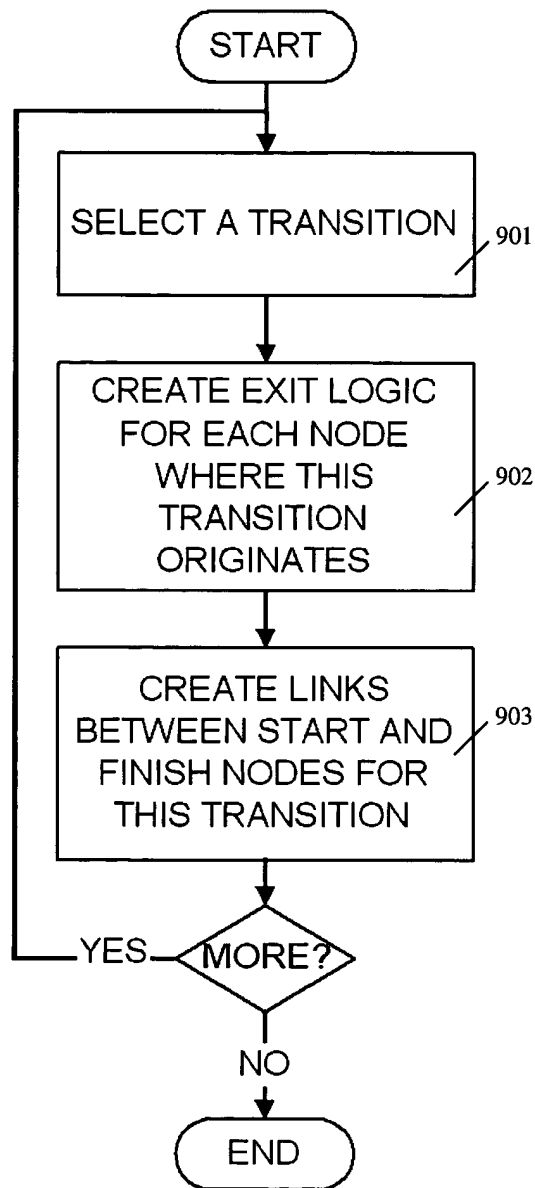 START
SELECT A TRANSITION
901
CREATE EXIT LOGIC
FOR EACH NODE
WHERE THIS
TRANSITION
ORIGINATES
902
CREATE LINKS
BETWEEN START AND
FINISH NODES FOR
THIS TRANSITION
903
YES
MORE?
NO
END